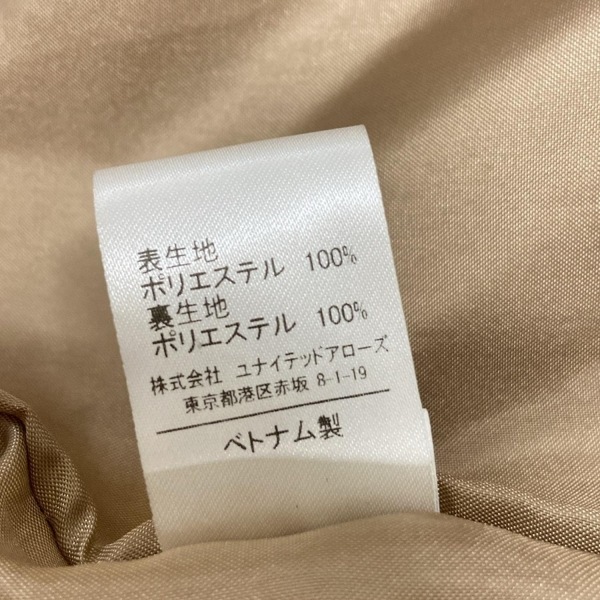 表生地
ポリエステル 100%
裏生地
ポリエステル 100%
株式会社 ユナイテッドアローズ
東京都港区赤坂 8-1-19
ベトナム製